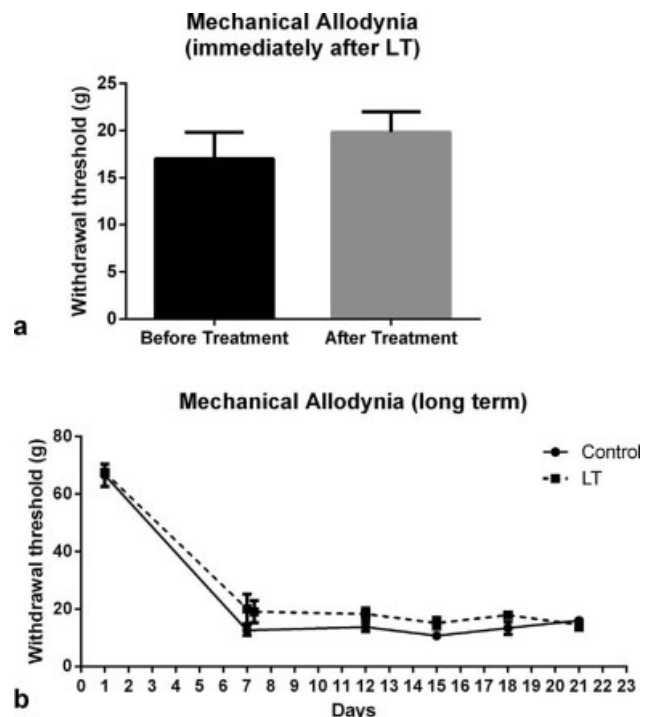 Mechanical Allodynia
(immediately after LT)
Withdrawal threshold (g)
25
20
15
10
5
0
Before Treatment After Treatment
a
Mechanical Allodynia (long term)
Withdrawal threshold (g)
80
60
40
20
0
Control
LT
0 1 2 3 4 5 6 7 8 9 10 11 12 13 14 15 16 17 18 19 20 21 22 23
Days
b